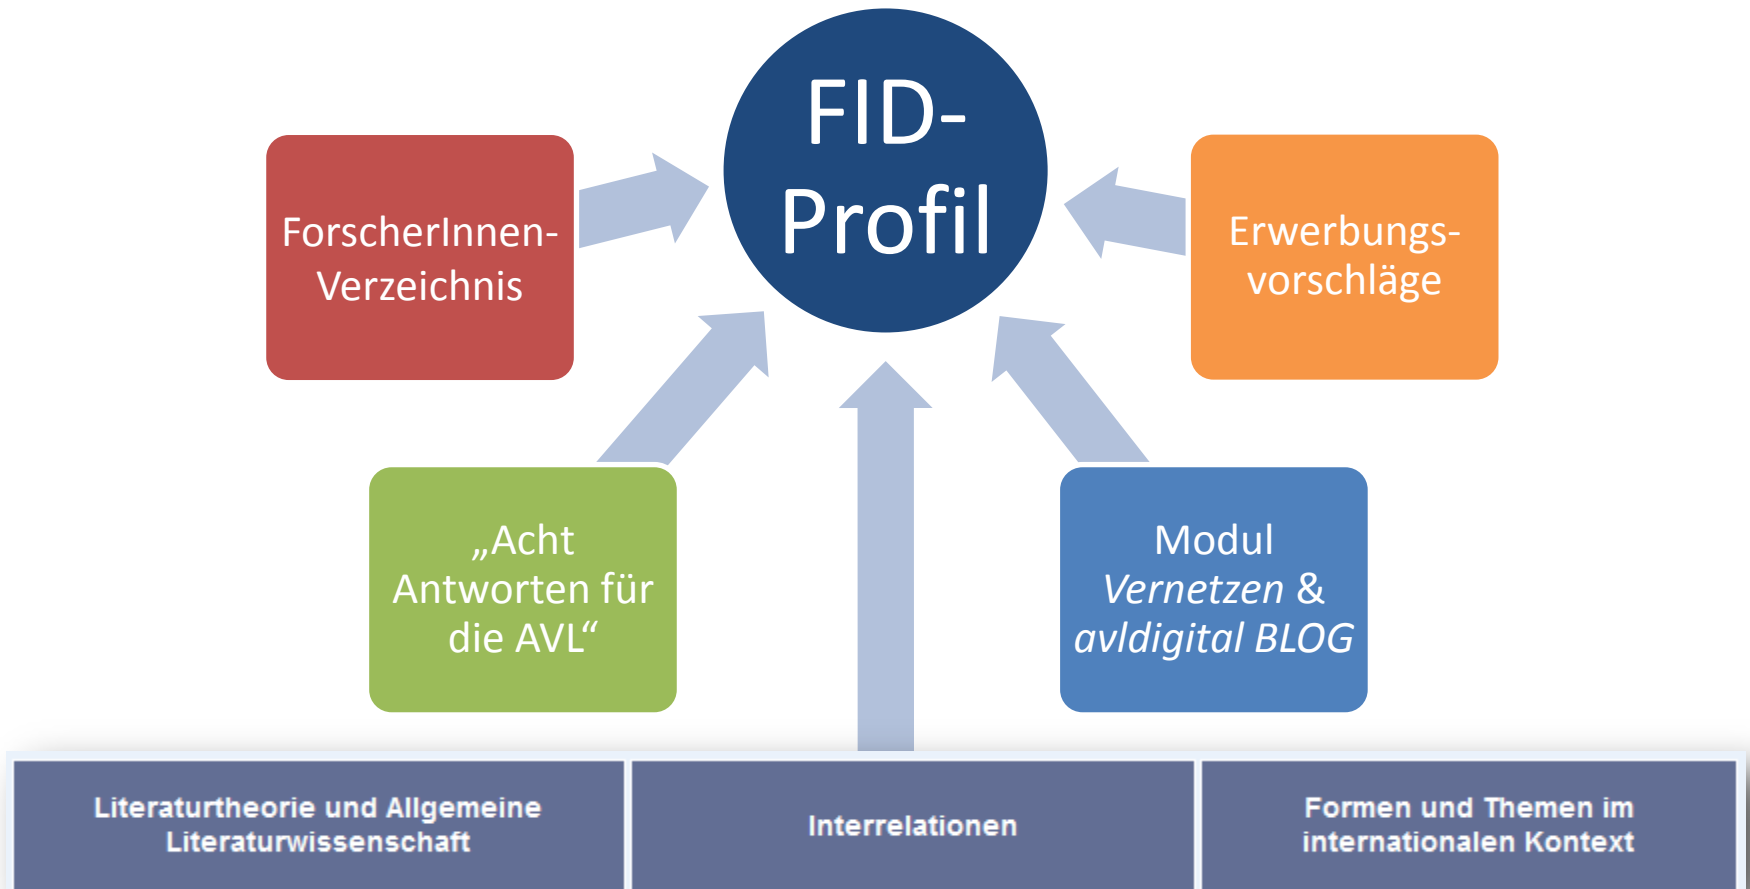 FID-
Profil
ForscherInnen-
Verzeichnis
Erwerbungs-
vorschläge
„Acht
Antworten für
die AVL“
Modul
Vernetzen &
avldigital BLOG
Literaturtheorie und Allgemeine
Literaturwissenschaft
Interrelationen
Formen und Themen im
internationalen Kontext